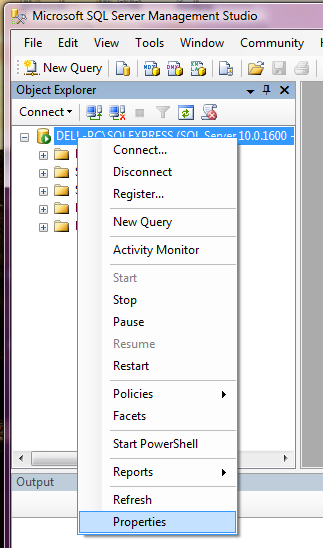 Microsoft SQL Server Management Studio
File Edit View Tools Window Community
New Query
Object Explorer
Connect
DELL-PC\SQLEXPRESS (SQL Server 10.0.1600 -
Connect...
Disconnect
Register...
New Query
Activity Monitor
Start
Stop
Pause
Resume
Restart
Policies
Facets
Start PowerShell
Reports
Refresh
Properties
Output